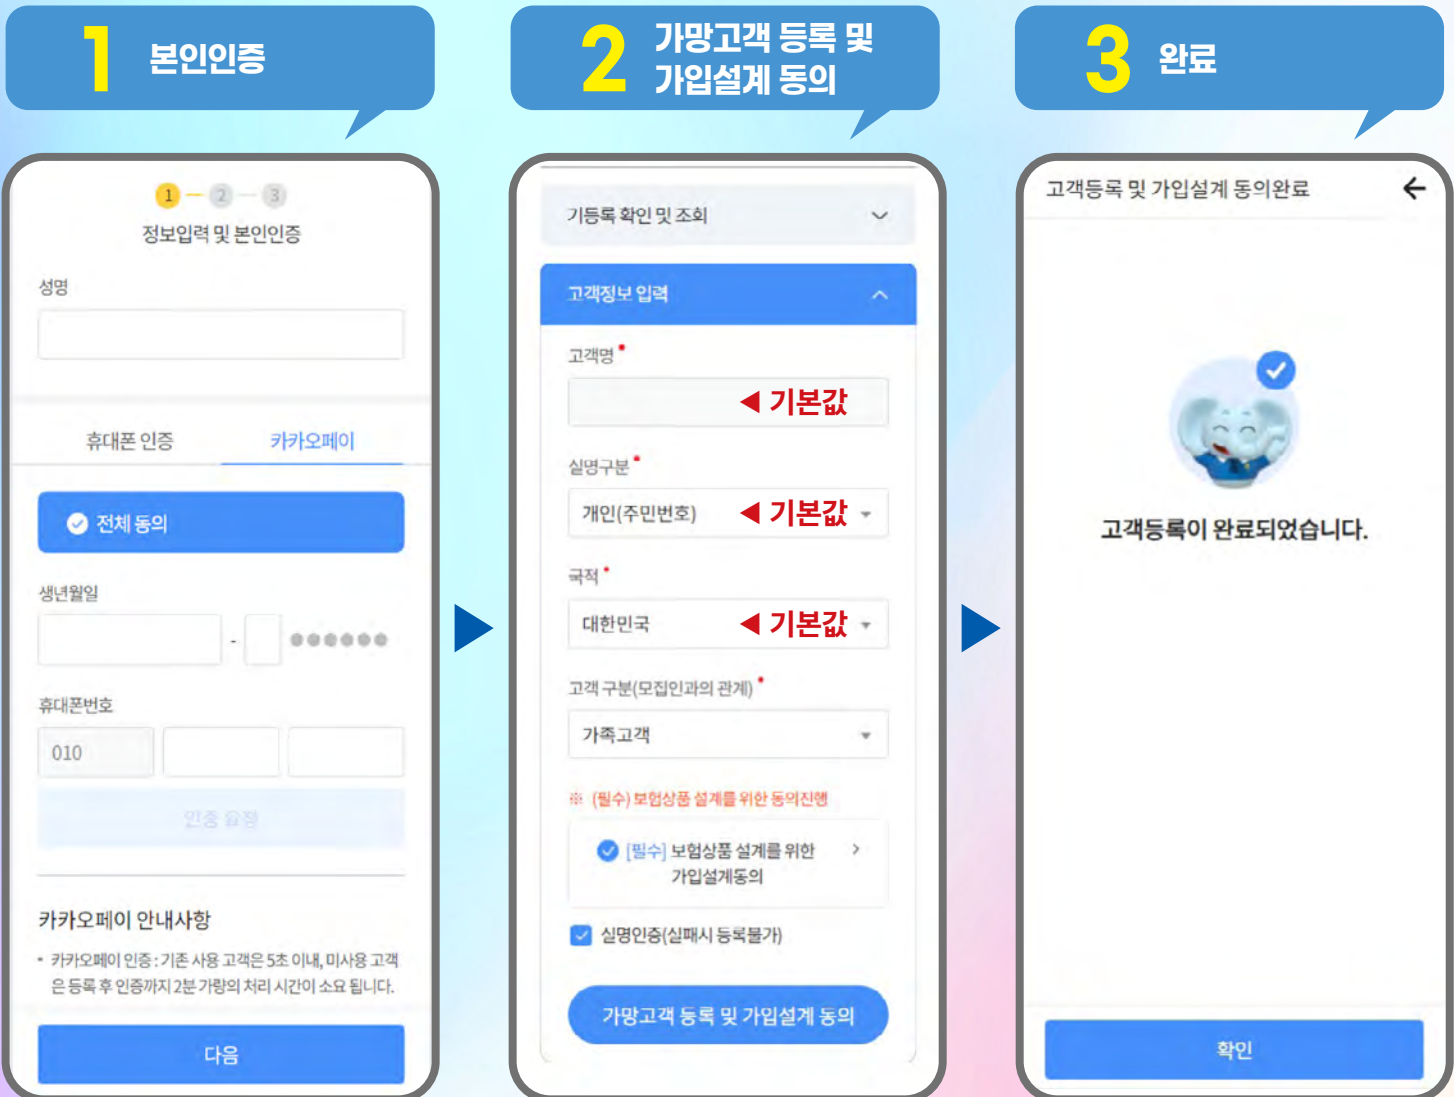 1 본인인증
1 2 3
정보입력 및 본인인증
성명
휴대폰 인증
카카오페이
전체 동의
생년월일
-
휴대폰번호
010
인증 요청
카카오페이 안내사항
• 카카오페이 인증 : 기존 사용 고객은 5초 이내, 미사용 고객
은 등록 후 인증까지 2분 가량의 처리 시간이 소요 됩니다.
다음
2 가망고객 등록 및
가입설계 동의
기등록 확인 및 조회
고객정보 입력
고객명 •
◀ 기본값
실명구분 •
개인(주민번호) ◀ 기본값
국적 •
대한민국 ◀ 기본값
고객 구분(모집인과의 관계) •
가족고객
※ (필수) 보험상품 설계를 위한 동의진행
[필수] 보험상품 설계를 위한
가입설계동의
실명인증(실패시 등록불가)
가망고객 등록 및 가입설계 동의
3 완료
고객등록 및 가입설계 동의완료
고객등록이 완료되었습니다.
확인